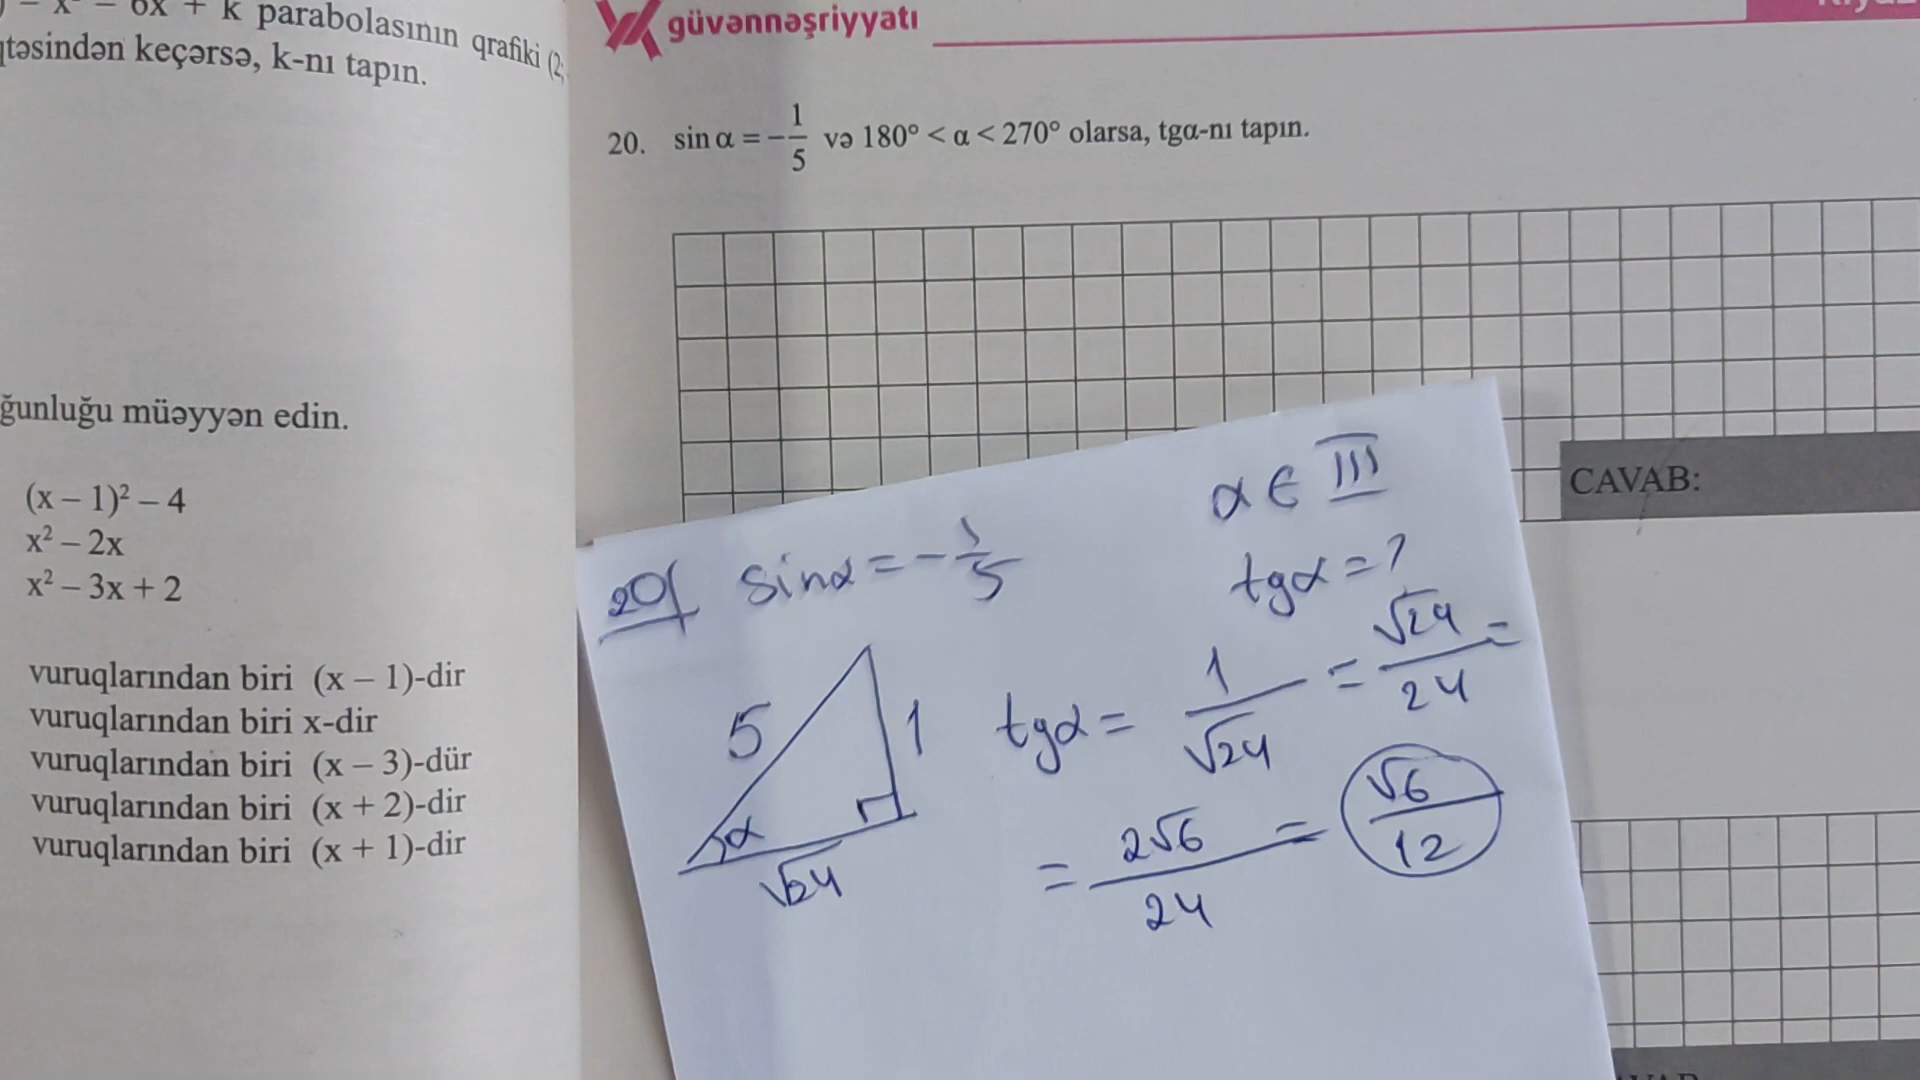 x² – 6x + k parabolasının qrafiki (2;
keçərsə, k-nı tapın.
müəyyən edin.
(x – 1)² – 4
x² – 2x
x² – 3x + 2
vuruqlarından biri (x – 1)-dir
vuruqlarından biri x-dir
vuruqlarından biri (x – 3)-dür
vuruqlarından biri (x + 2)-dir
vuruqlarından biri (x + 1)-dir
güvənnəşriyyatı
20. sin α = –1/5 və 180° < α < 270° olarsa, tgα-nı tapın.
CAVAB:
20) sinα = -1/5
α ∈ III
tgα = ?
5
1
α
√24
tgα = 1/√24 = √24/24 =
= 2√6/24 = √6/12